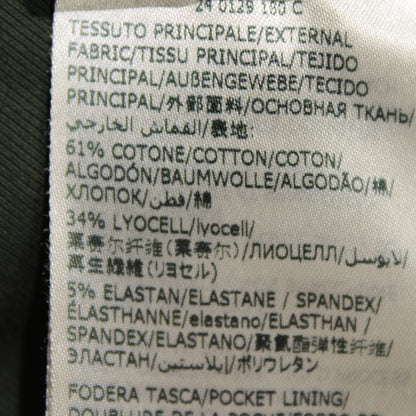 24 0129 180 C
TESSUTO PRINCIPALE/EXTERNAL
FABRIC/TISSU PRINCIPAL/TEJIDO
PRINCIPAL/AUßENGEWEBE/TECIDO
PRINCIPAL/外部面料/ОСНОВНАЯ ТКАНЬ/
القماش الخارجي/表地:
61% COTONE/COTTON/COTON/
ALGODÓN/BAUMWOLLE/ALGODÃO/棉/
ХЛОПОК/قطن/綿
34% LYOCELL/lyocell/
莱赛尔纤维(莱赛尔)/ЛИОЦЕЛЛ/لايوسل/
再生繊維(リヨセル)
5% ELASTAN/ELASTANE / SPANDEX/
ÉLASTHANNE/elastano/ELASTHAN /
SPANDEX/ELASTANO/聚氨酯弹性纤维/
ЭЛАСТАН/إيلاستين/ポリウレタン
FODERA TASCA/POCKET LINING/